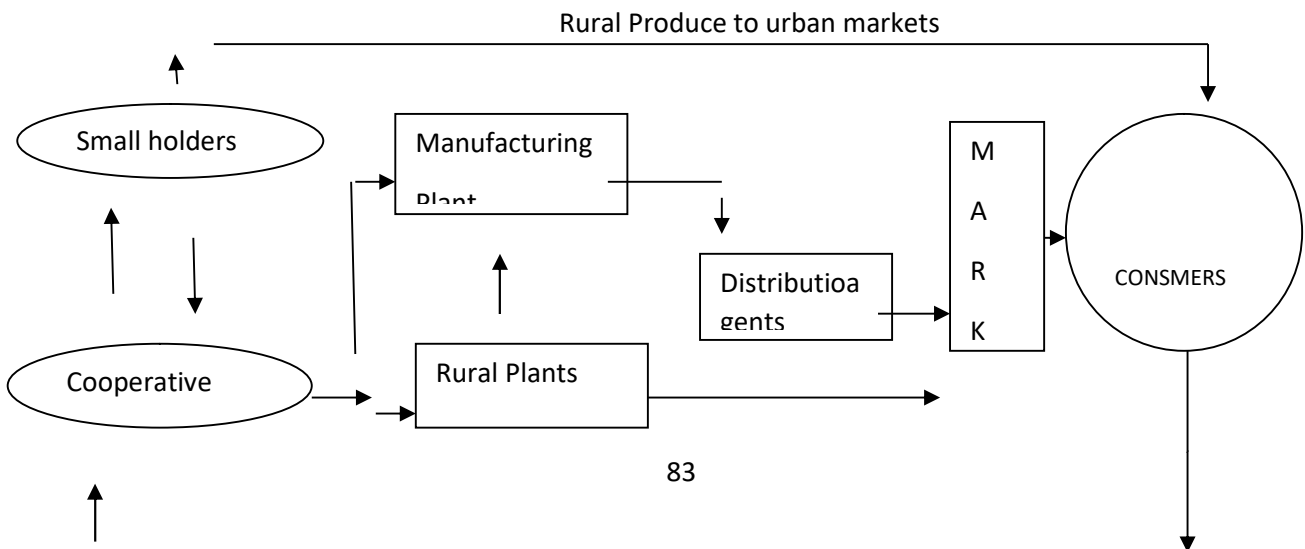 Rural Produce to urban markets
Small holders
Manufacturing
Plant
M
A
R
K
Distributioa
gents
CONSMERS
Cooperative
Rural Plants
83